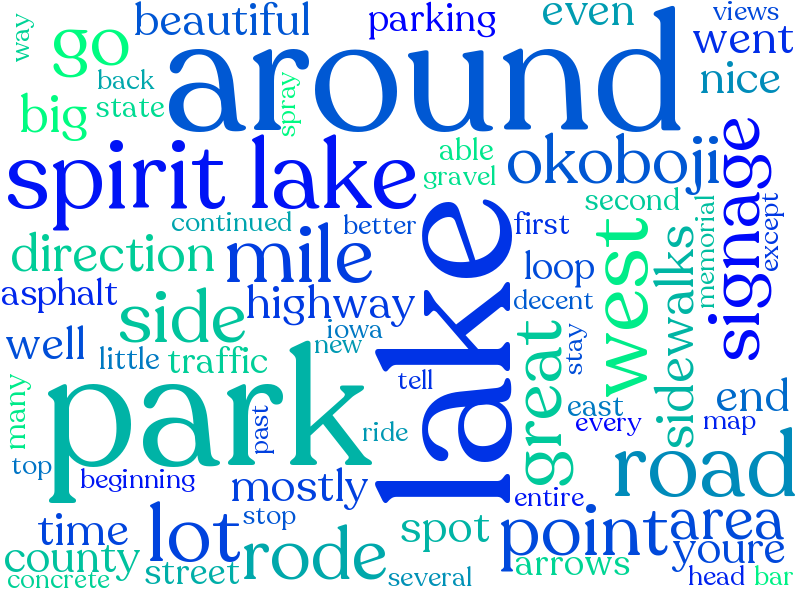 way
go
beautiful
parking
even
views
went
back
state
big
spray
around
nice
spirit lake
able
gravel
okoboji
signage
except
continued
better
first
second
memorial
direction
mile
lake
loop
west
sidewalks
asphalt
side
highway
decent
well
little
traffic
iowa
new
great
stay
tell
many
park
past
ride
east
every
end
map
top
beginning
mostly
entire
road
time
lot
stop
spot
point
area
county
rode
arrows
youre
concrete
street
several
head
bar